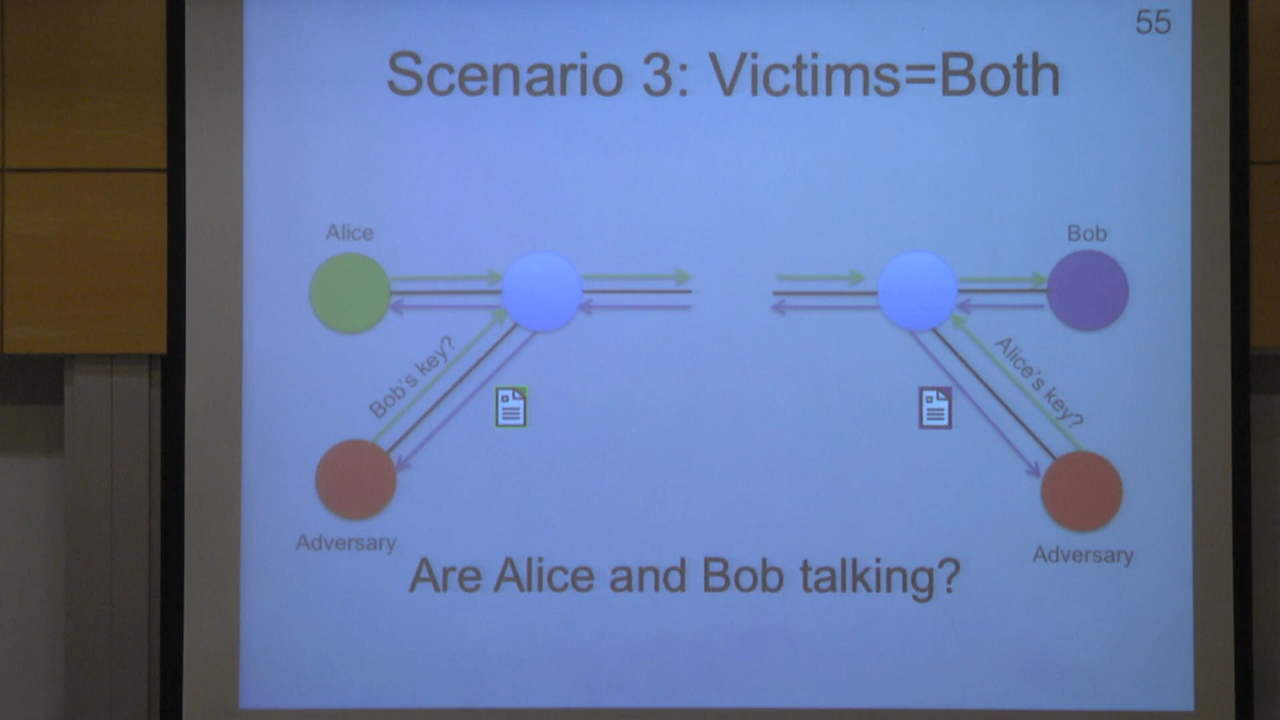 55
Scenario 3: Victims=Both
Alice
Bob
Bob's key?
Alice's key?
Adversary
Adversary
Are Alice and Bob talking?